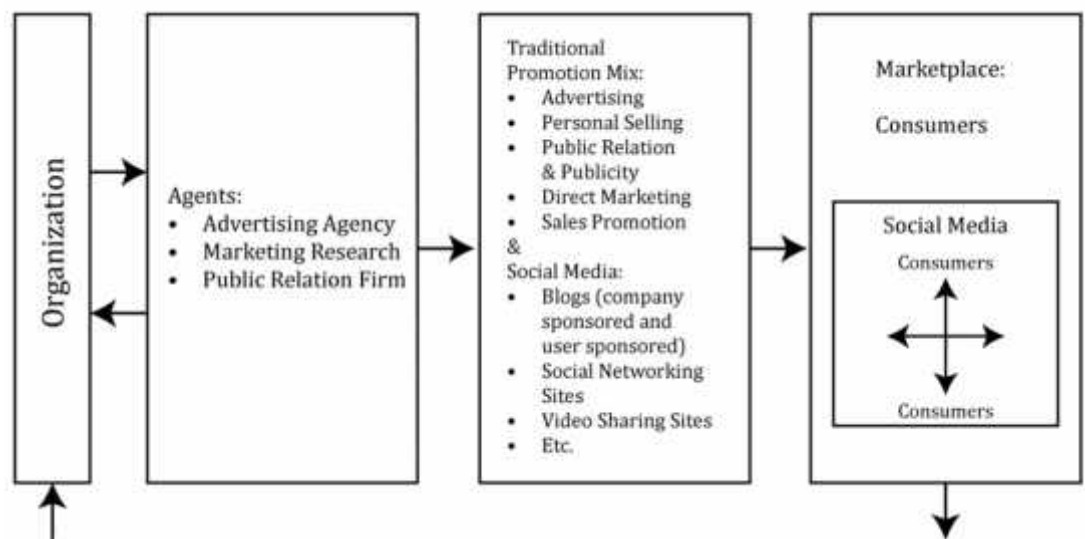 Organization
Agents:
• Advertising Agency
• Marketing Research
• Public Relation Firm
Traditional
Promotion Mix:
• Advertising
• Personal Selling
• Public Relation
& Publicity
• Direct Marketing
• Sales Promotion
&
Social Media:
• Blogs (company
sponsored and
user sponsored)
• Social Networking
Sites
• Video Sharing Sites
• Etc.
Marketplace:
Consumers
Social Media
Consumers
Consumers